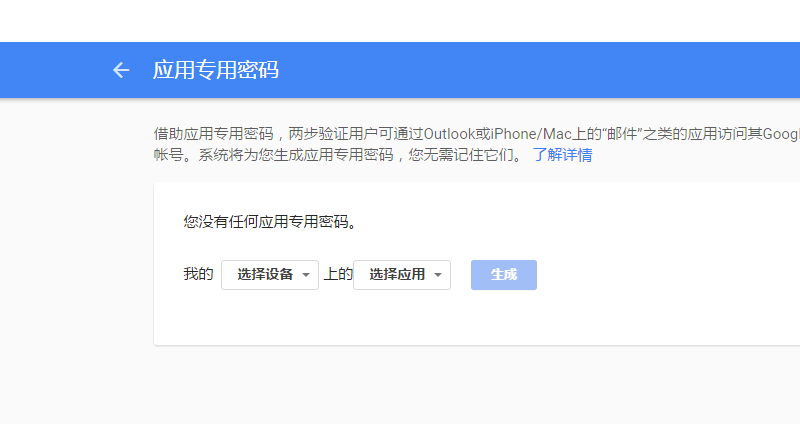 应用专用密码
借助应用专用密码，两步验证用户可通过Outlook或iPhone/Mac上的“邮件”之类的应用访问其Googl
帐号。系统将为您生成应用专用密码，您无需记住它们。 了解详情
您没有任何应用专用密码。
我的 选择设备 上的 选择应用 生成